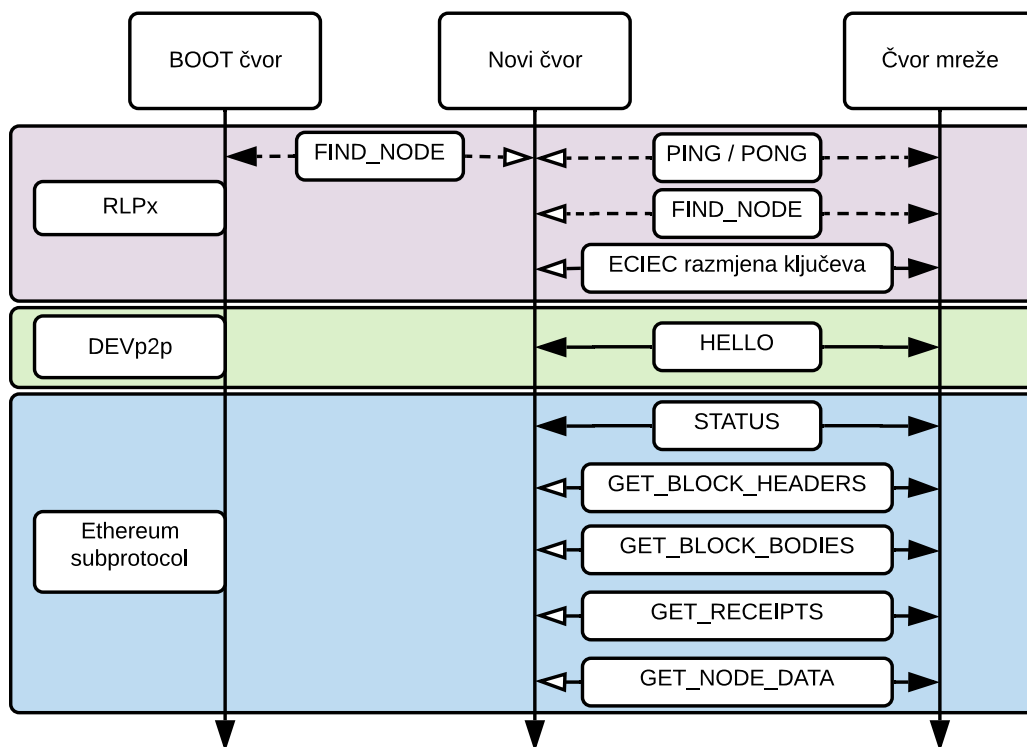 BOOT čvor
Novi čvor
Čvor mreže
FIND_NODE
PING / PONG
RLPx
FIND_NODE
ECIEC razmjena ključeva
DEVp2p
HELLO
STATUS
GET_BLOCK_HEADERS
Ethereum
subprotocol
GET_BLOCK_BODIES
GET_RECEIPTS
GET_NODE_DATA